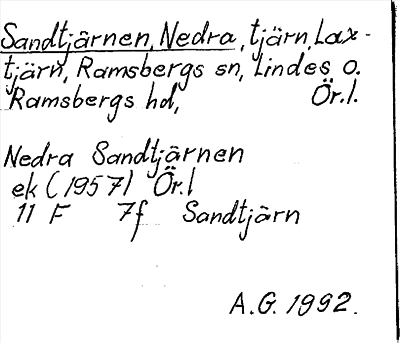 Sandtjärnen, Nedra, tjärn, Lax-
tjärn, Ramsbergs sn, Lindes o.
Ramsbergs hd, Ör.l.
Nedra Sandtjärnen
ek (1957) Ör.l
11 F 7f Sandtjärn
A.G. 1992.